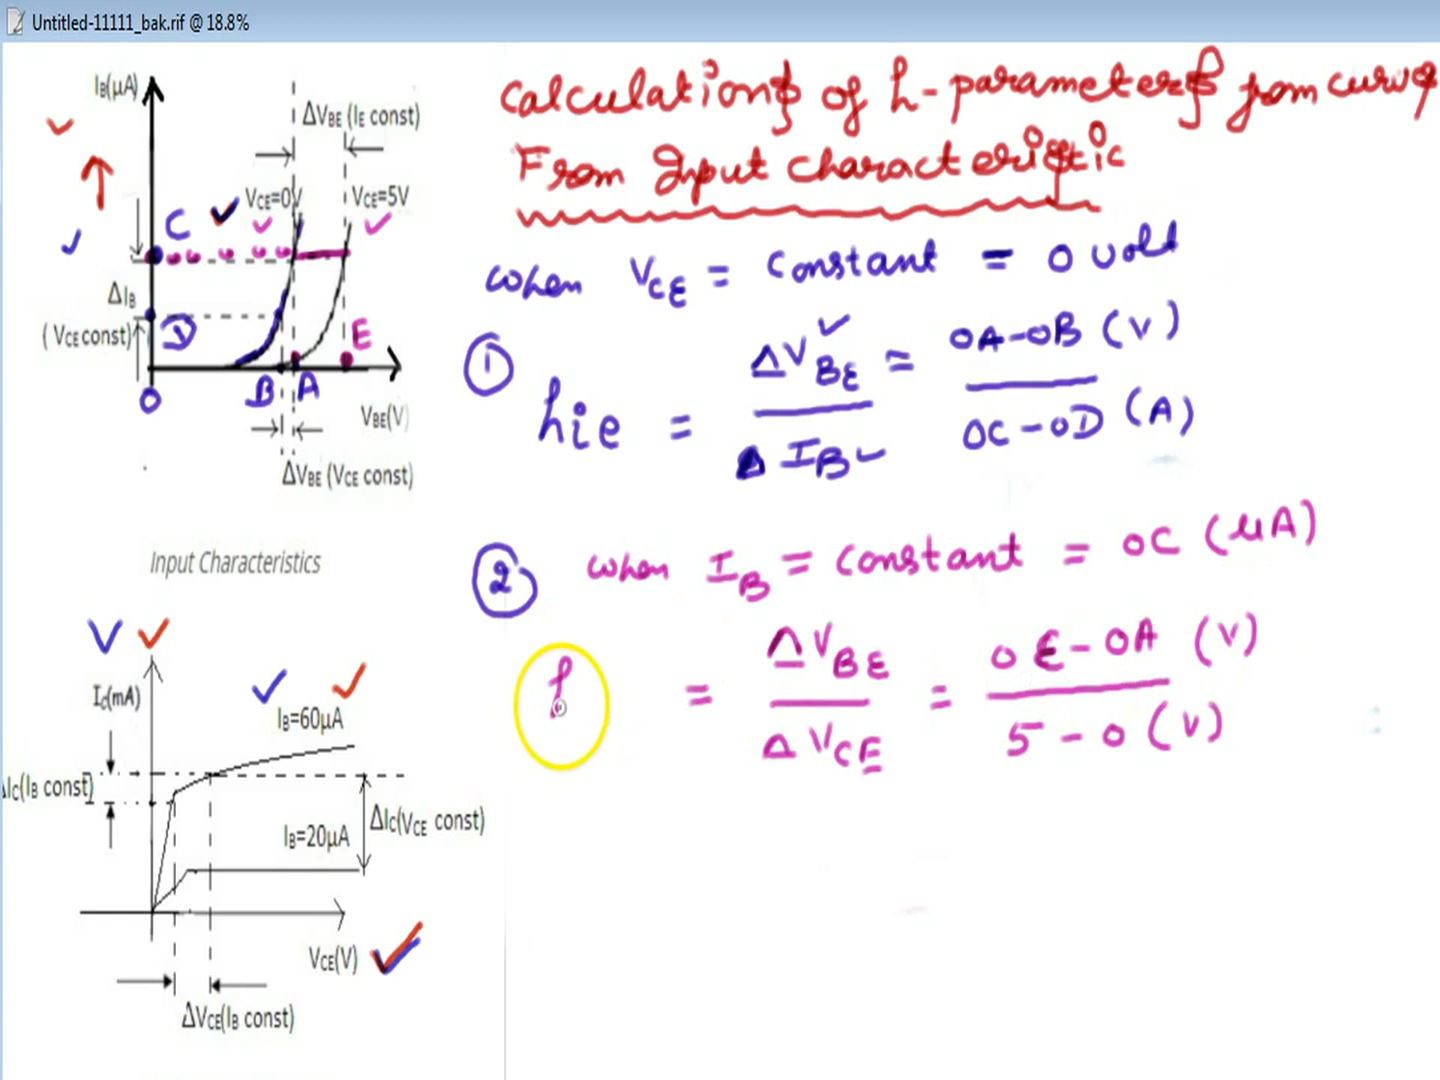 Untitled-11111_bak.rif @ 18.8%
Calculations of h-parameters from curve
From Input characteristic
IB(μA)
ΔVBE (IE const)
VCE=0V
VCE=5V
C
ΔIB
(VCE const)
D
E
O
B A
VBE(V)
ΔVBE (VCE const)
Input Characteristics
when VCE = constant = 0 volt
1
hie = ΔVBE / ΔIB = OA-OB (V) / OC-OD (A)
2 when IB = constant = OC (μA)
= ΔVBE / ΔVCE = OE-OA (V) / 5-0 (V)
IC(mA)
IB=60μA
ΔIC(IB const)
IB=20μA
ΔIC(VCE const)
VCE(V)
ΔVCE(IB const)